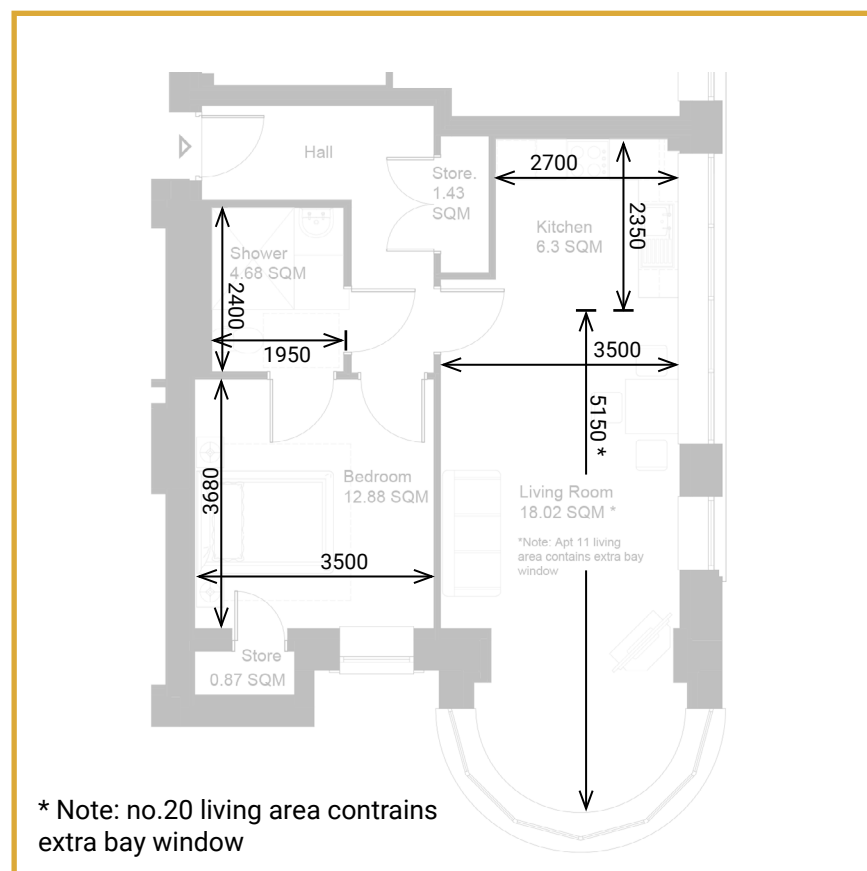 Hall
Store.
1.43
SQM
2700
2350
Kitchen
6.3 SQM
Shower
4.68 SQM
2400
1950
3500
5150 *
Bedroom
12.88 SQM
3680
3500
Living Room
18.02 SQM *
*Note: Apt 11 living
area contains extra bay
window
Store
0.87 SQM
* Note: no.20 living area contrains
extra bay window